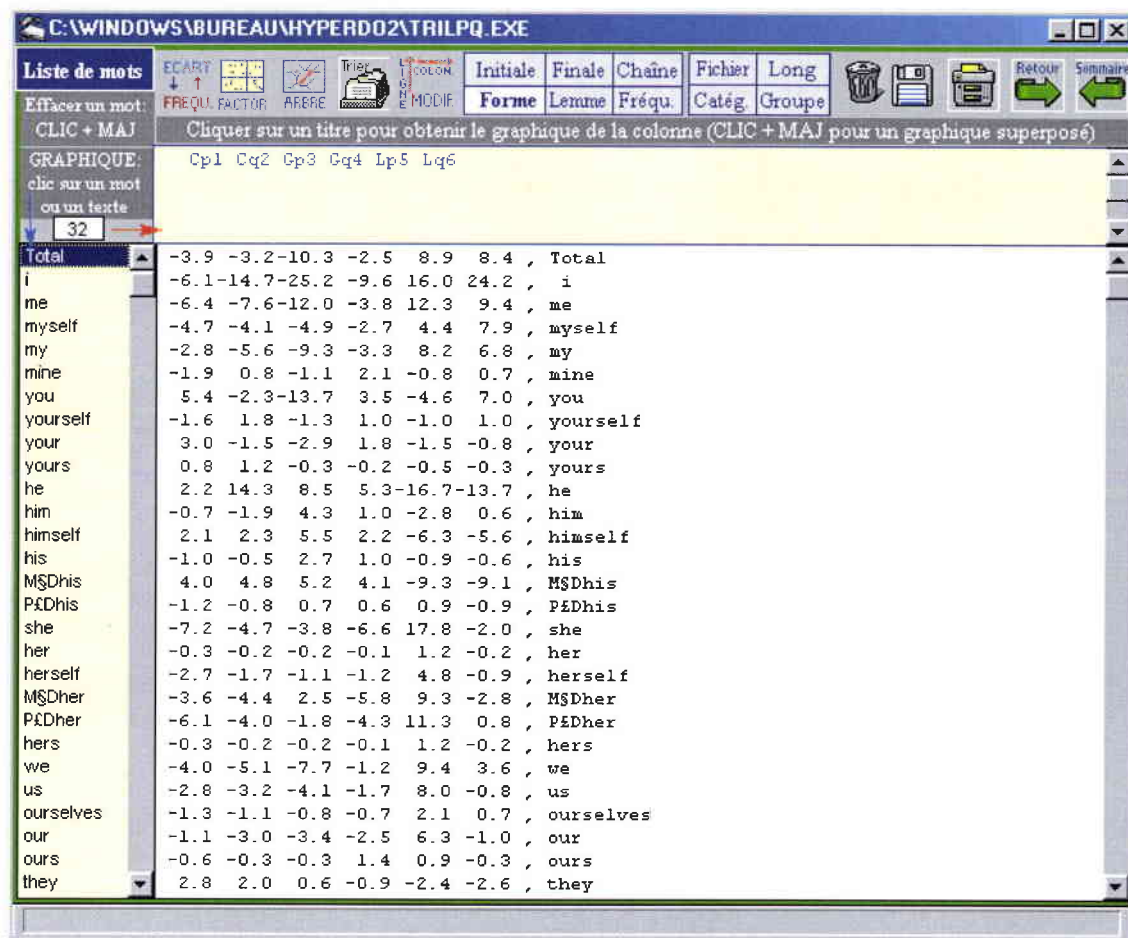 C:\WINDOWS\BUREAU\HYPERDO2\TRILPQ.EXE
Liste de mots
ECART
FREQU.
FACTOR
ARBRE
Trier
LIGNE
COLON.
MODIF.
Initiale Finale Chaîne
Forme Lemme Fréqu.
Fichier Long
Catég. Groupe
Retour
Sommaire
Effacer un mot:
CLIC + MAJ
Cliquer sur un titre pour obtenir le graphique de la colonne (CLIC + MAJ pour un graphique superposé)
GRAPHIQUE:
clic sur un mot
ou un texte
32
Cp1 Cq2 Gp3 Gq4 Lp5 Lq6
Total -3.9 -3.2-10.3 -2.5 8.9 8.4 , Total
i -6.1-14.7-25.2 -9.6 16.0 24.2 , i
me -6.4 -7.6-12.0 -3.8 12.3 9.4 , me
myself -4.7 -4.1 -4.9 -2.7 4.4 7.9 , myself
my -2.8 -5.6 -9.3 -3.3 8.2 6.8 , my
mine -1.9 0.8 -1.1 2.1 -0.8 0.7 , mine
you 5.4 -2.3-13.7 3.5 -4.6 7.0 , you
yourself -1.6 1.8 -1.3 1.0 -1.0 1.0 , yourself
your 3.0 -1.5 -2.9 1.8 -1.5 -0.8 , your
yours 0.8 1.2 -0.3 -0.2 -0.5 -0.3 , yours
he 2.2 14.3 8.5 5.3-16.7-13.7 , he
him -0.7 -1.9 4.3 1.0 -2.8 0.6 , him
himself 2.1 2.3 5.5 2.2 -6.3 -5.6 , himself
his -1.0 -0.5 2.7 1.0 -0.9 -0.6 , his
M§Dhis 4.0 4.8 5.2 4.1 -9.3 -9.1 , M§Dhis
P£Dhis -1.2 -0.8 0.7 0.6 0.9 -0.9 , P£Dhis
she -7.2 -4.7 -3.8 -6.6 17.8 -2.0 , she
her -0.3 -0.2 -0.2 -0.1 1.2 -0.2 , her
herself -2.7 -1.7 -1.1 -1.2 4.8 -0.9 , herself
M§Dher -3.6 -4.4 2.5 -5.8 9.3 -2.8 , M§Dher
P£Dher -6.1 -4.0 -1.8 -4.3 11.3 0.8 , P£Dher
hers -0.3 -0.2 -0.2 -0.1 1.2 -0.2 , hers
we -4.0 -5.1 -7.7 -1.2 9.4 3.6 , we
us -2.8 -3.2 -4.1 -1.7 8.0 -0.8 , us
ourselves -1.3 -1.1 -0.8 -0.7 2.1 0.7 , ourselves
our -1.1 -3.0 -3.4 -2.5 6.3 -1.0 , our
ours -0.6 -0.3 -0.3 1.4 0.9 -0.3 , ours
they 2.8 2.0 0.6 -0.9 -2.4 -2.6 , they